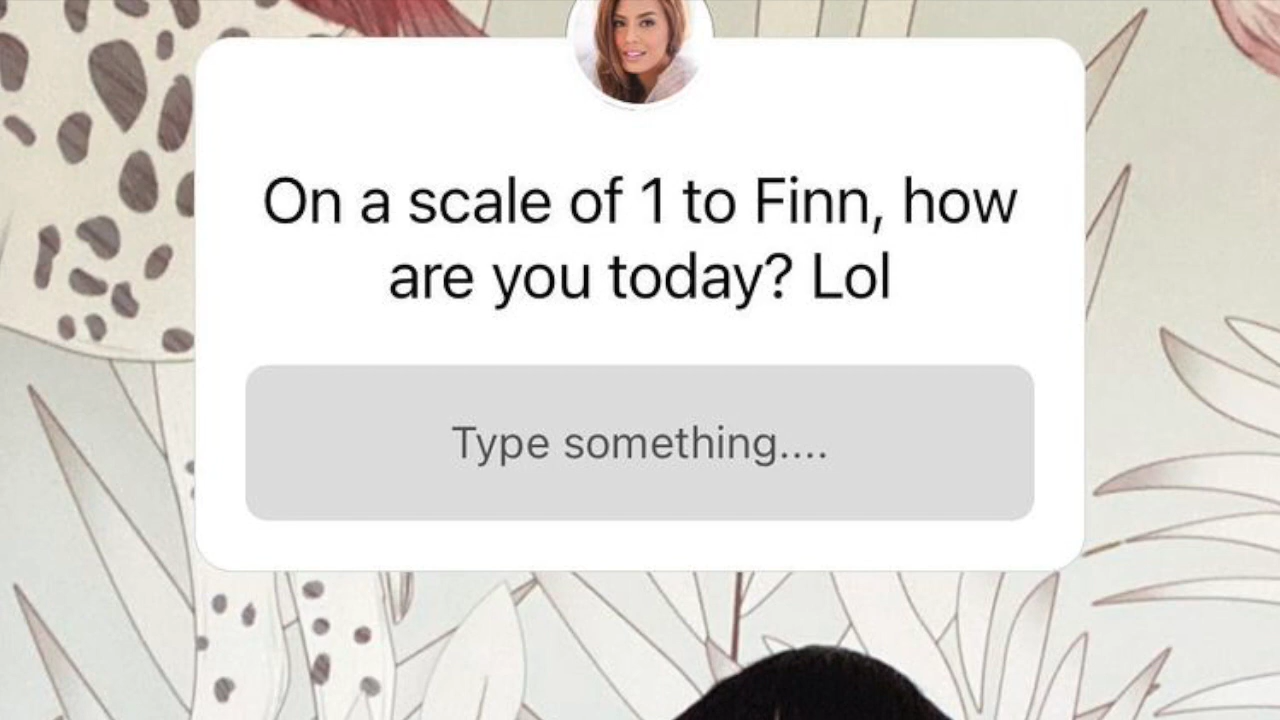 On a scale of 1 to Finn, how
are you today? Lol
Type something....